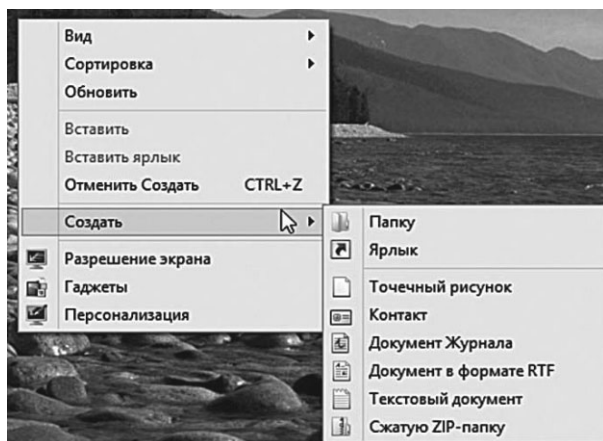 Вид
Сортировка
Обновить
Вставить
Вставить ярлык
Отменить Создать CTRL+Z
Создать
Разрешение экрана
Гаджеты
Персонализация
Папку
Ярлык
Точечный рисунок
Контакт
Документ Журнала
Документ в формате RTF
Текстовый документ
Сжатую ZIP-папку